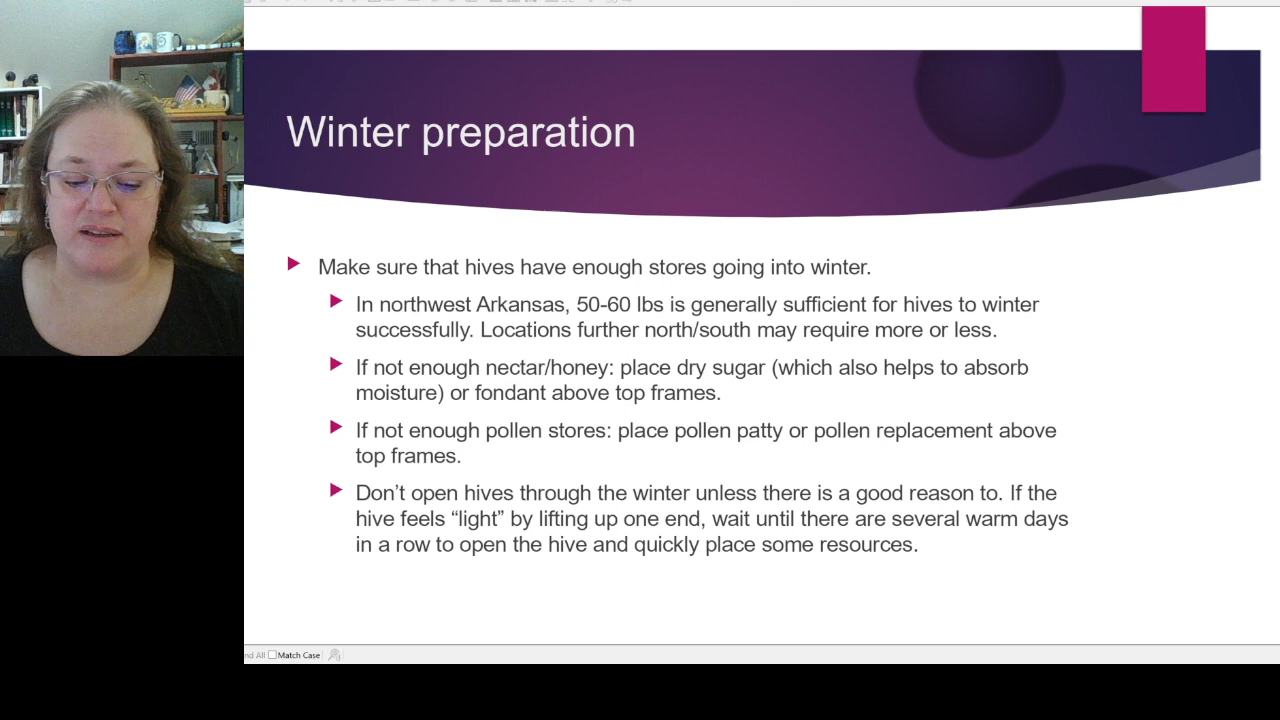 Winter preparation
Make sure that hives have enough stores going into winter.
In northwest Arkansas, 50-60 lbs is generally sufficient for hives to winter
successfully. Locations further north/south may require more or less.
If not enough nectar/honey: place dry sugar (which also helps to absorb
moisture) or fondant above top frames.
If not enough pollen stores: place pollen patty or pollen replacement above
top frames.
Don’t open hives through the winter unless there is a good reason to. If the
hive feels “light” by lifting up one end, wait until there are several warm days
in a row to open the hive and quickly place some resources.
All Match Case